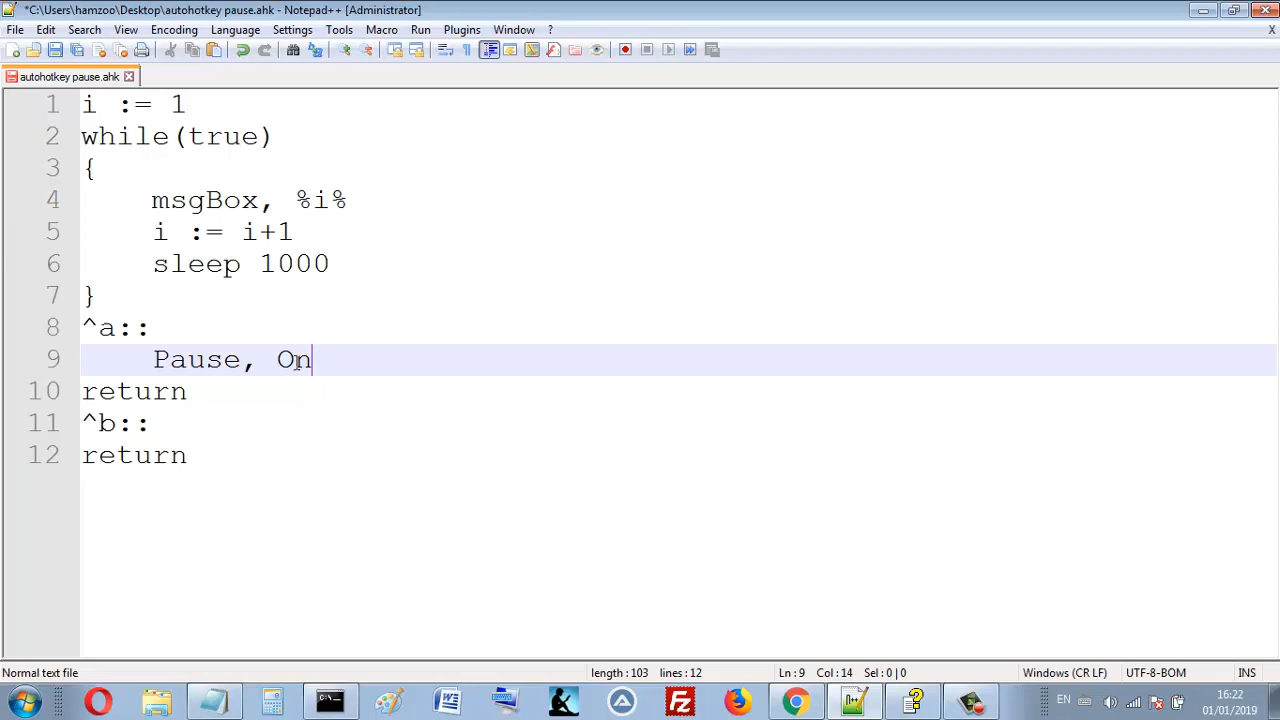 *C:\Users\hamzoo\Desktop\autohotkey pause.ahk - Notepad++ [Administrator]
File Edit Search View Encoding Language Settings Tools Macro Run Plugins Window ? X
autohotkey pause.ahk
1 i := 1
2 while(true)
3 {
4 msgBox, %i%
5 i := i+1
6 sleep 1000
7 }
8 ^a::
9 Pause, On
10 return
11 ^b::
12 return
Normal text file length : 103 lines : 12 Ln : 9 Col : 14 Sel : 0 | 0 Windows (CR LF) UTF-8-BOM INS
EN 16:22
01/01/2019